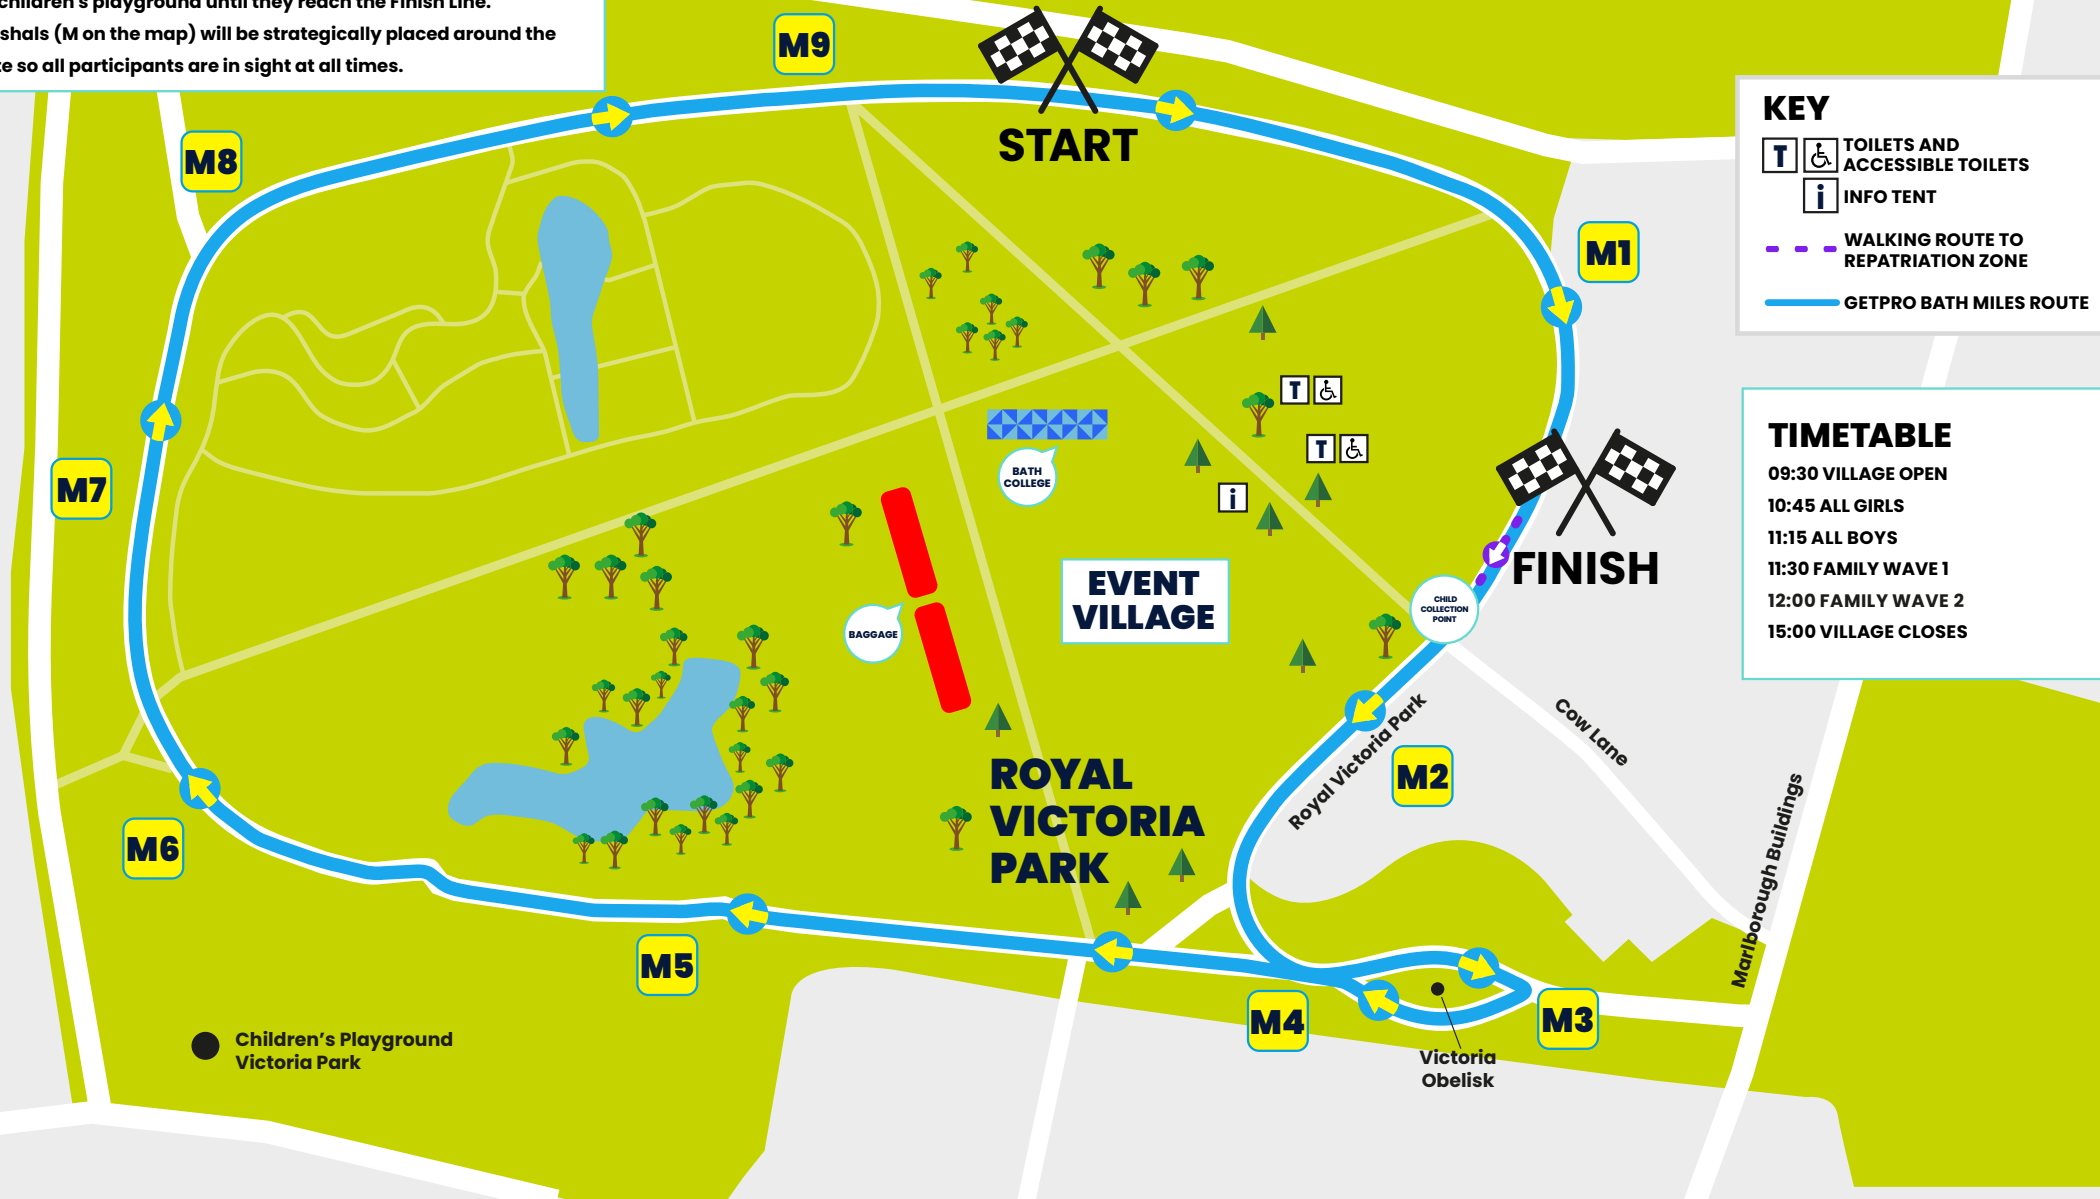 children's playground until they reach the Finish Line.
shals (M on the map) will be strategically placed around the
e so all participants are in sight at all times.
M9
START
M8
M1
M7
KEY
T
TOILETS AND
ACCESSIBLE TOILETS
i
INFO TENT
WALKING ROUTE TO
REPATRIATION ZONE
GETPRO BATH MILES ROUTE
TIMETABLE
09:30 VILLAGE OPEN
10:45 ALL GIRLS
11:15 ALL BOYS
11:30 FAMILY WAVE 1
12:00 FAMILY WAVE 2
15:00 VILLAGE CLOSES
T
T
i
BATH
COLLEGE
FINISH
EVENT
VILLAGE
CHILD
COLLECTION
POINT
BAGGAGE
Royal Victoria Park
Cow Lane
M2
Marlborough Buildings
ROYAL
VICTORIA
PARK
M6
M5
M4
M3
Children's Playground
Victoria Park
Victoria
Obelisk